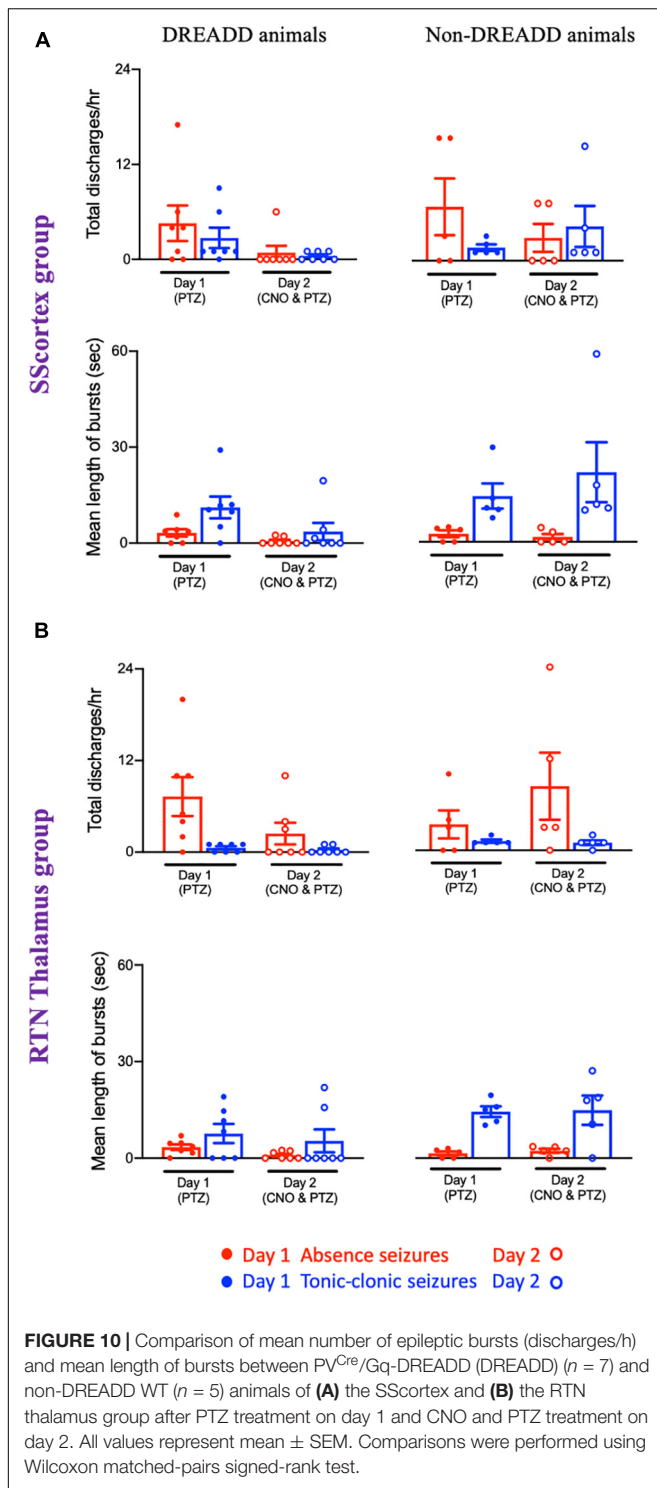 A
DREADD animals
Non-DREADD animals
SScortex group
Total discharges/hr
24
12
0
Day 1
(PTZ)
Day 2
(CNO & PTZ)
Day 1
(PTZ)
Day 2
(CNO & PTZ)
Mean length of bursts (sec)
60
30
0
Day 1
(PTZ)
Day 2
(CNO & PTZ)
Day 1
(PTZ)
Day 2
(CNO & PTZ)
B
RTN Thalamus group
Total discharges/hr
24
12
0
Day 1
(PTZ)
Day 2
(CNO & PTZ)
Day 1
(PTZ)
Day 2
(CNO & PTZ)
Mean length of bursts (sec)
60
30
0
Day 1
(PTZ)
Day 2
(CNO & PTZ)
Day 1
(PTZ)
Day 2
(CNO & PTZ)
Day 1 Absence seizures Day 2
Day 1 Tonic-clonic seizures Day 2
FIGURE 10 | Comparison of mean number of epileptic bursts (discharges/h)
and mean length of bursts between PVCre/Gq-DREADD (DREADD) (n = 7) and
non-DREADD WT (n = 5) animals of (A) the SScortex and (B) the RTN
thalamus group after PTZ treatment on day 1 and CNO and PTZ treatment on
day 2. All values represent mean ± SEM. Comparisons were performed using
Wilcoxon matched-pairs signed-rank test.